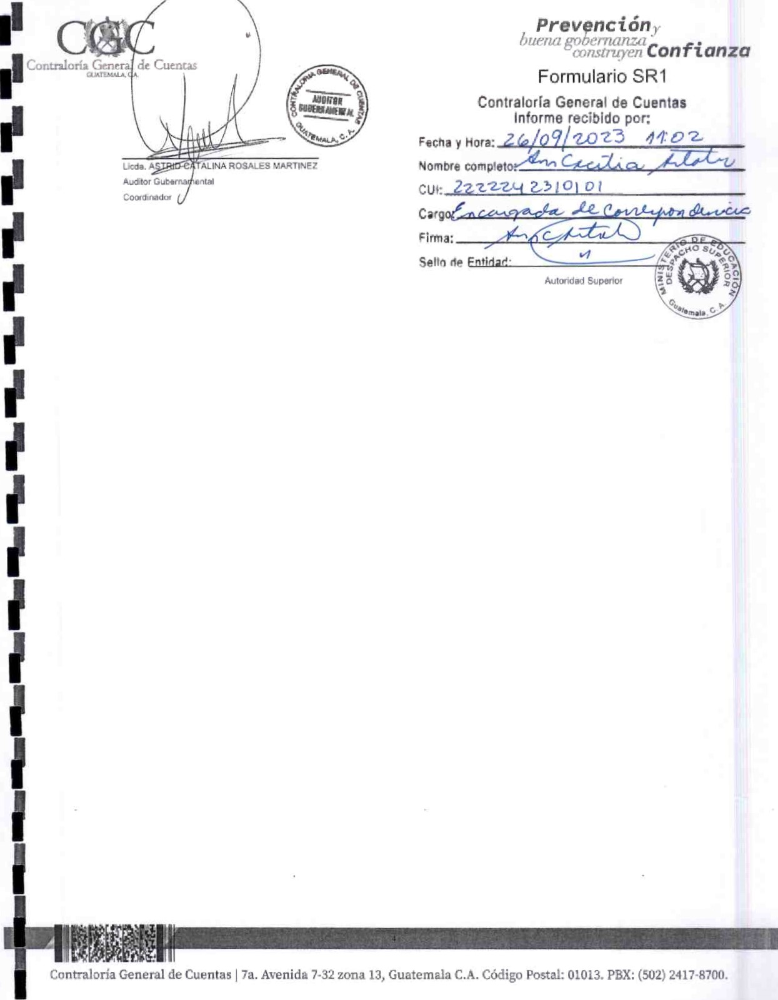 CGC
Contraloría General de Cuentas
GUATEMALA, C.A.
Prevención y
buena gobernanza
construyen Confianza
Formulario SR1
Contraloría General de Cuentas
Informe recibido por:
Fecha y Hora: 26/09/2023 11:02
Nombre completo: Cecilia
CUI: 2222242310101
Cargo: Encargada de Correspondencia
Firma:
Sello de Entidad:
Autoridad Superior
MINISTERIO DE EDUCACIÓN
DESPACHO SUPERIOR
Guatemala, C. A.
CONTRALORIA GENERAL DE CUENTAS
AUDITOR
GUBERNAMENTAL
GUATEMALA, C. A.
Licda. ASTRID CATALINA ROSALES MARTINEZ
Auditor Gubernamental
Coordinador
Contraloría General de Cuentas | 7a. Avenida 7-32 zona 13, Guatemala C.A. Código Postal: 01013. PBX: (502) 2417-8700.